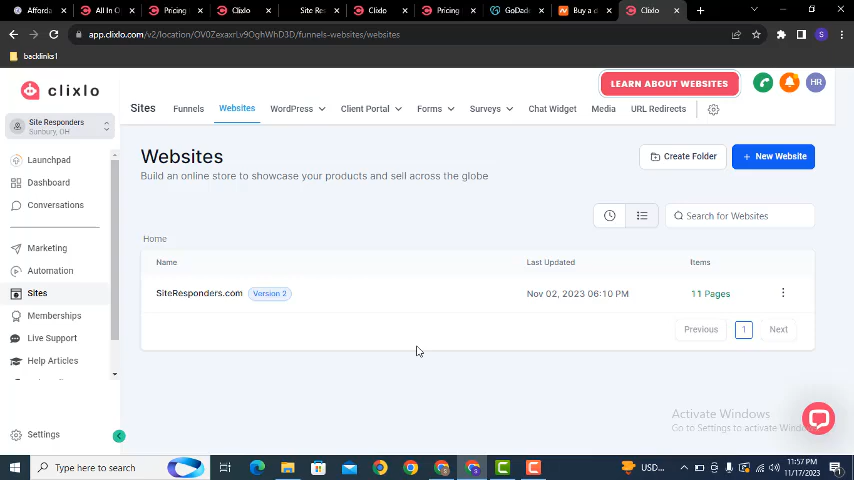 Afforda
All In O
Pricing
Clixlo
Site Res
Clixlo
Pricing
GoDad
Buy a d
Clixlo
app.clixlo.com/v2/location/OV0ZexaxrLv9OghWhD3D/funnels-websites/websites
S
backlinks1
clixlo
LEARN ABOUT WEBSITES
HR
Site Responders
Sunbury, OH
Sites
Funnels
Websites
WordPress
Client Portal
Forms
Surveys
Chat Widget
Media
URL Redirects
Launchpad
Dashboard
Conversations
Marketing
Automation
Sites
Memberships
Live Support
Help Articles
Settings
Websites
Build an online store to showcase your products and sell across the globe
Create Folder
+ New Website
Search for Websites
Home
Name
Last Updated
Items
SiteResponders.com
Version 2
Nov 02, 2023 06:10 PM
11 Pages
Previous
1
Next
Activate Windows
Go to Settings to activate Windo
Type here to search
USD...
11:57 PM
11/17/2023